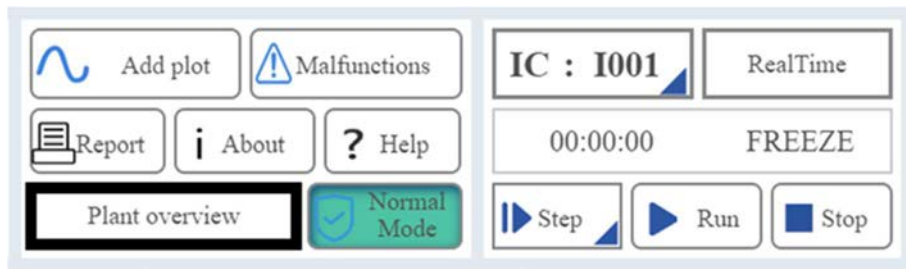 Add plot
Malfunctions
Report
i About
? Help
Plant overview
Normal
Mode
IC : I001
RealTime
00:00:00
FREEZE
Step
Run
Stop